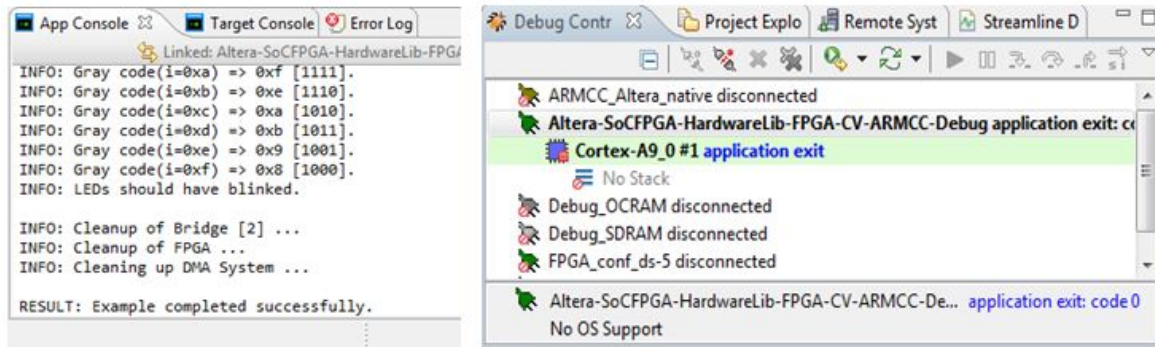 App Console Target Console Error Log
Linked: Altera-SoCFPGA-HardwareLib-FPGA
INFO: Gray code(i=0xa) => 0xf [1111].
INFO: Gray code(i=0xb) => 0xe [1110].
INFO: Gray code(i=0xc) => 0xa [1010].
INFO: Gray code(i=0xd) => 0xb [1011].
INFO: Gray code(i=0xe) => 0x9 [1001].
INFO: Gray code(i=0xf) => 0x8 [1000].
INFO: LEDs should have blinked.
INFO: Cleanup of Bridge [2] ...
INFO: Cleanup of FPGA ...
INFO: Cleaning up DMA System ...
RESULT: Example completed successfully.
Debug Contr Project Explo Remote Syst Streamline D
ARMCC_Altera_native disconnected
Altera-SoCFPGA-HardwareLib-FPGA-CV-ARMCC-Debug application exit: co
Cortex-A9_0 #1 application exit
No Stack
Debug_OCRAM disconnected
Debug_SDRAM disconnected
FPGA_conf_ds-5 disconnected
Altera-SoCFPGA-HardwareLib-FPGA-CV-ARMCC-De... application exit: code 0
No OS Support